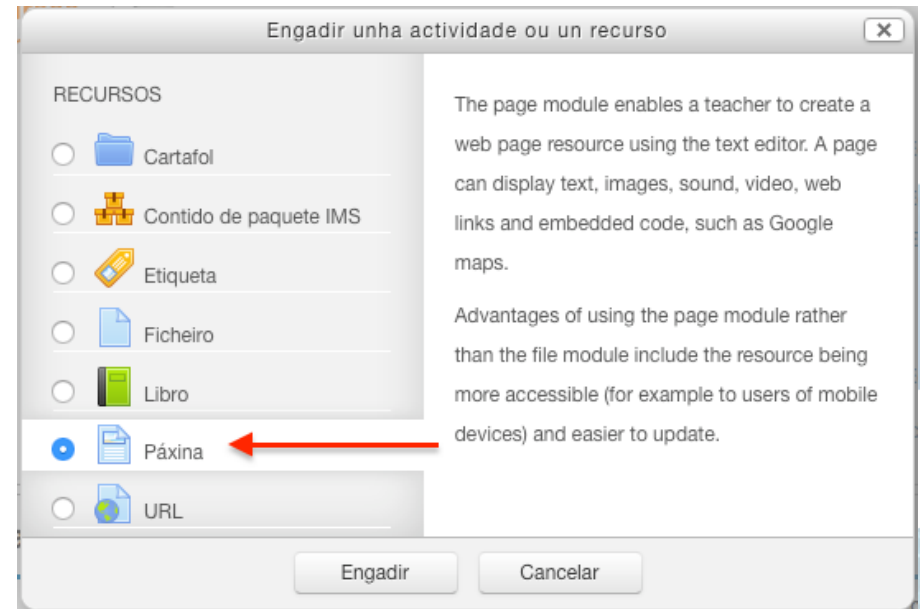 Engadir unha actividade ou un recurso
RECURSOS
Cartafol
Contido de paquete IMS
Etiqueta
Ficheiro
Libro
Páxina
URL
The page module enables a teacher to create a
web page resource using the text editor. A page
can display text, images, sound, video, web
links and embedded code, such as Google
maps.
Advantages of using the page module rather
than the file module include the resource being
more accessible (for example to users of mobile
devices) and easier to update.
Engadir
Cancelar